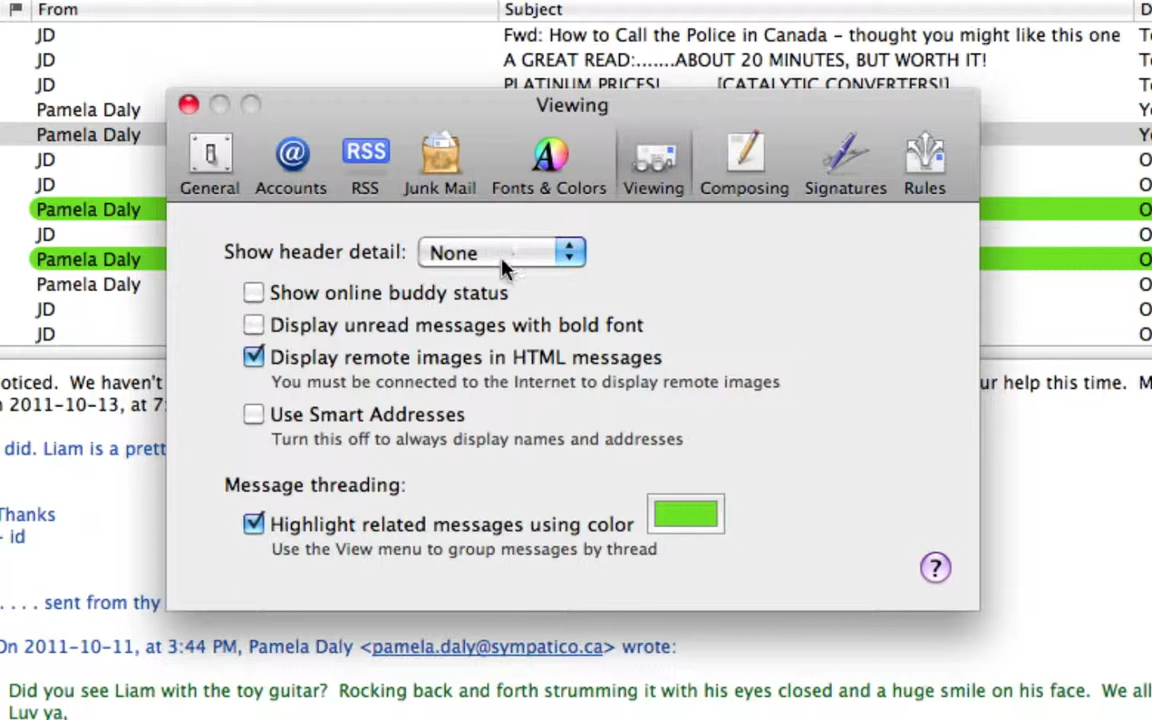 From Subject D
JD Fwd: How to Call the Police in Canada – thought you might like this one
JD A GREAT READ:.......ABOUT 20 MINUTES, BUT WORTH IT!
JD PLATINUM PRICES! [CATALYTIC CONVERTERS!]
Pamela Daly
Pamela Daly
JD
JD
Pamela Daly
JD
Pamela Daly
Pamela Daly
JD
JD
Viewing
General Accounts RSS Junk Mail Fonts & Colors Viewing Composing Signatures Rules
RSS
Show header detail: None
Show online buddy status
Display unread messages with bold font
Display remote images in HTML messages
You must be connected to the Internet to display remote images
Use Smart Addresses
Turn this off to always display names and addresses
Message threading:
Highlight related messages using color
Use the View menu to group messages by thread
?
oticed. We haven't ur help this time. M
n 2011-10-13, at 7:
did. Liam is a prett
Thanks
- jd
. . . . sent from thy
On 2011-10-11, at 3:44 PM, Pamela Daly <pamela.daly@sympatico.ca> wrote:
Did you see Liam with the toy guitar? Rocking back and forth strumming it with his eyes closed and a huge smile on his face. We all
Luv ya,